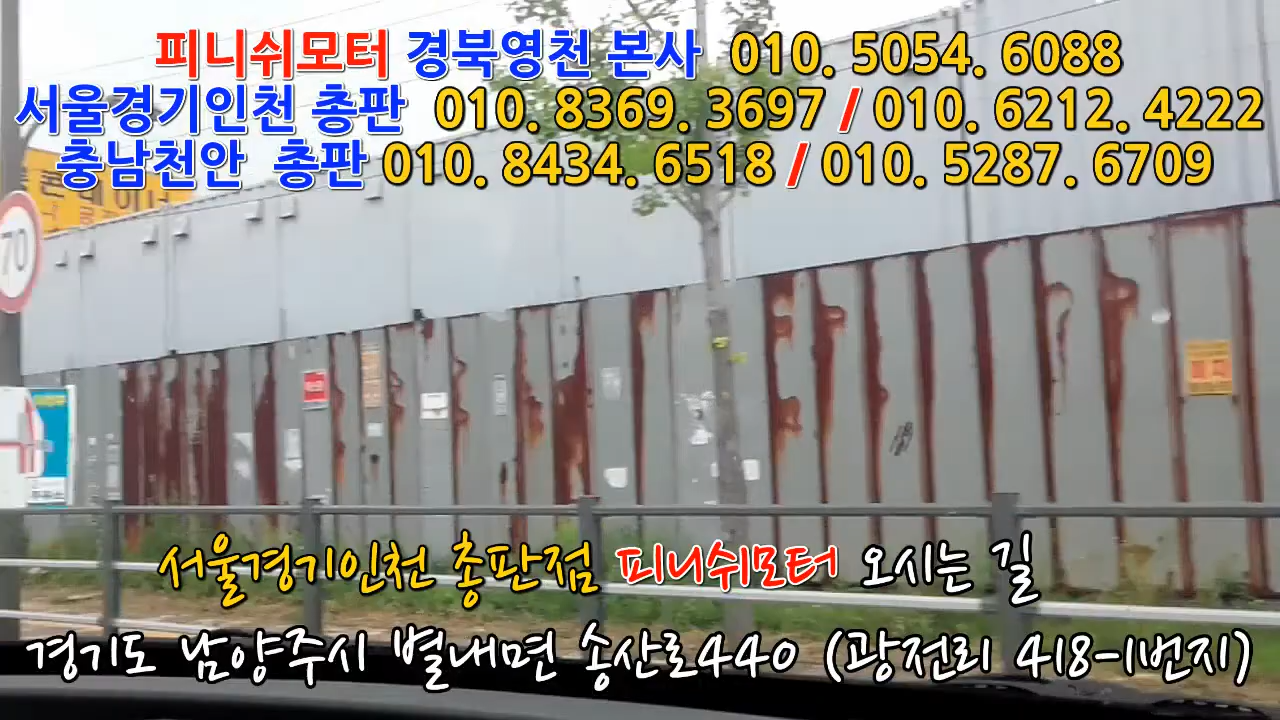 피니쉬모터 경북영천 본사 010. 5054. 6088
서울경기인천 총판 010. 8369. 3697 / 010. 6212. 4222
충남천안 총판 010. 8434. 6518 / 010. 5287. 6709
70
서울경기인천 총판점 피니쉬모터 오시는 길
경기도 남양주시 별내면 송산로440 (광전리 418-1번지)